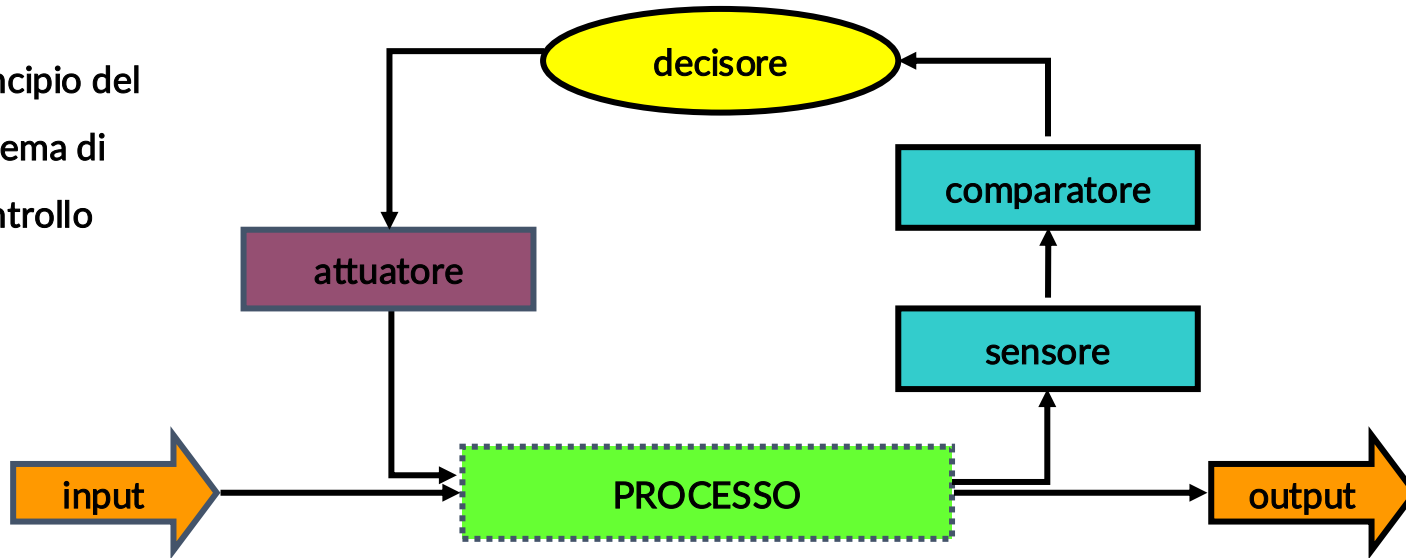 decisore
ncipio del
ema di
ntrollo
comparatore
attuatore
sensore
input
PROCESSO
output